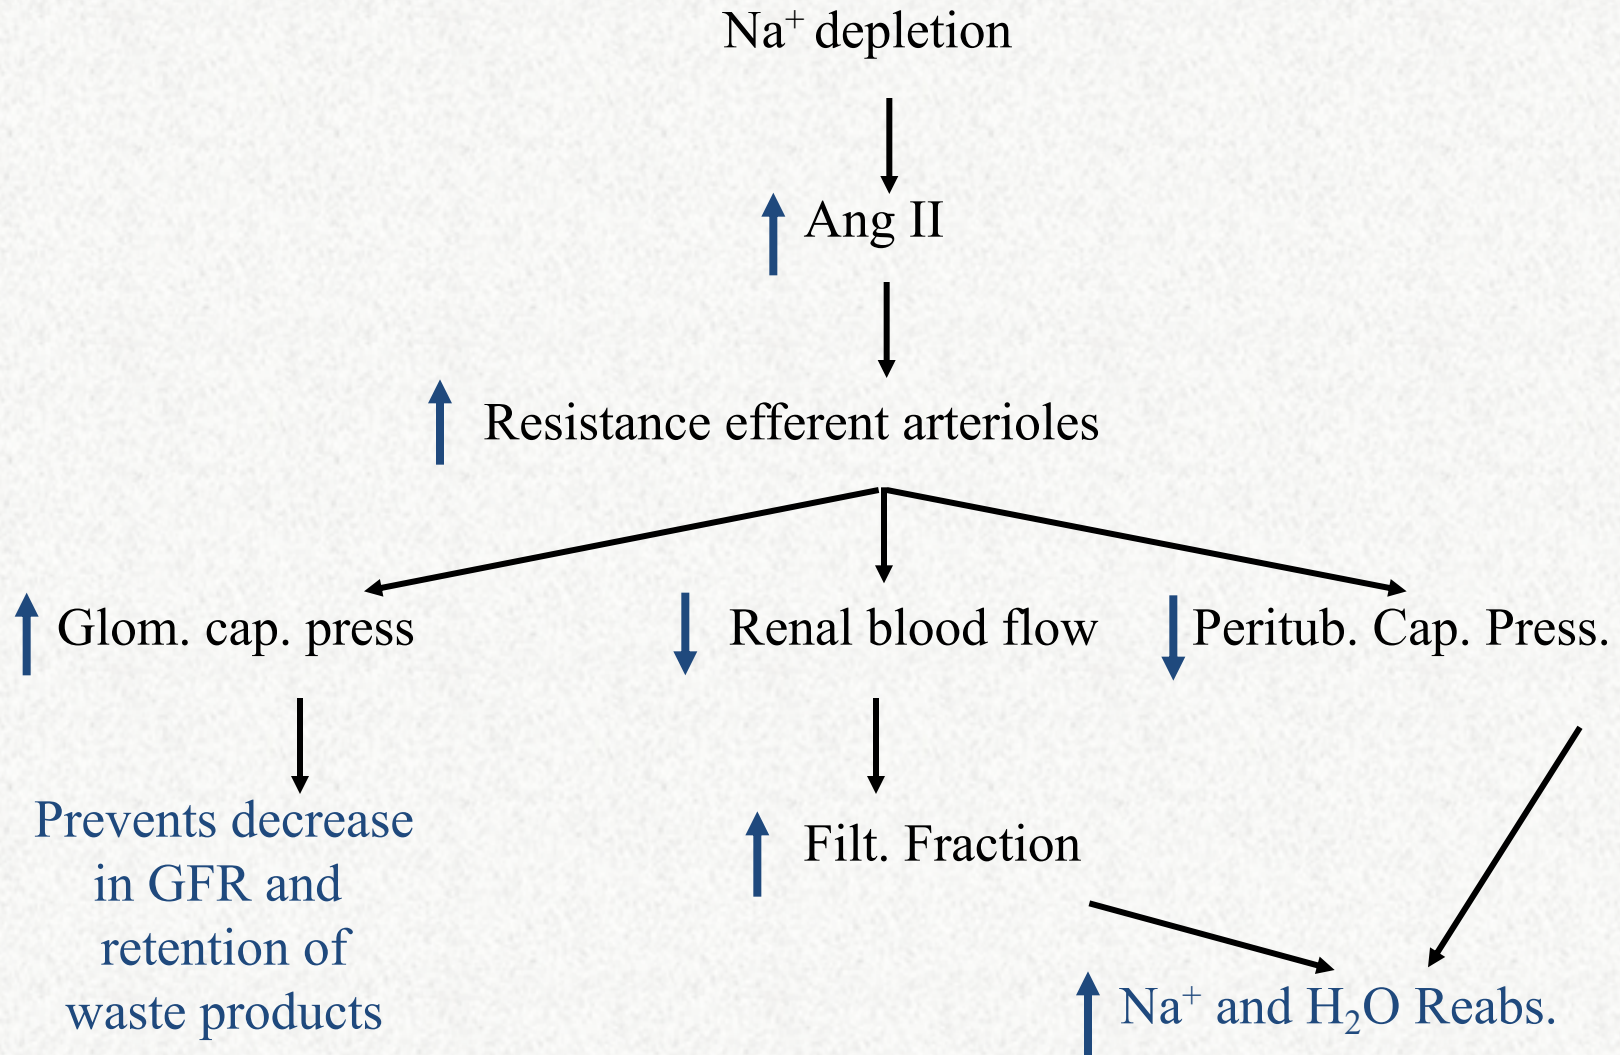 Na⁺ depletion
Ang II
Resistance efferent arterioles
Glom. cap. press
Renal blood flow
Peritub. Cap. Press.
Prevents decrease
in GFR and
retention of
waste products
Filt. Fraction
Na⁺ and H₂O Reabs.